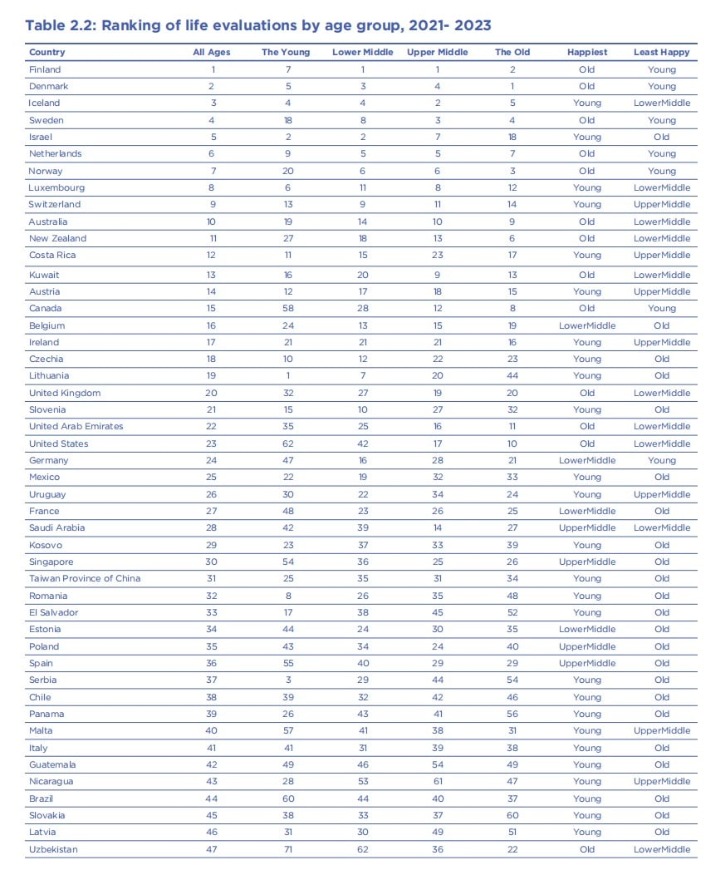 Table 2.2: Ranking of life evaluations by age group, 2021- 2023
Country All Ages The Young Lower Middle Upper Middle The Old Happiest Least Happy
Finland 1 7 1 1 2 Old Young
Denmark 2 5 3 4 1 Old Young
Iceland 3 4 4 2 5 Young LowerMiddle
Sweden 4 18 8 3 4 Old Young
Israel 5 2 2 7 18 Young Old
Netherlands 6 9 5 5 7 Old Young
Norway 7 20 6 6 3 Old Young
Luxembourg 8 6 11 8 12 Young LowerMiddle
Switzerland 9 13 9 11 14 Young UpperMiddle
Australia 10 19 14 10 9 Old LowerMiddle
New Zealand 11 27 18 13 6 Old LowerMiddle
Costa Rica 12 11 15 23 17 Young UpperMiddle
Kuwait 13 16 20 9 13 Old LowerMiddle
Austria 14 12 17 18 15 Young UpperMiddle
Canada 15 58 28 12 8 Old Young
Belgium 16 24 13 15 19 LowerMiddle Old
Ireland 17 21 21 21 16 Young UpperMiddle
Czechia 18 10 12 22 23 Young Old
Lithuania 19 1 7 20 44 Young Old
United Kingdom 20 32 27 19 20 Old LowerMiddle
Slovenia 21 15 10 27 32 Young Old
United Arab Emirates 22 35 25 16 11 Old LowerMiddle
United States 23 62 42 17 10 Old LowerMiddle
Germany 24 47 16 28 21 LowerMiddle Young
Mexico 25 22 19 32 33 Young Old
Uruguay 26 30 22 34 24 Young UpperMiddle
France 27 48 23 26 25 LowerMiddle Old
Saudi Arabia 28 42 39 14 27 UpperMiddle LowerMiddle
Kosovo 29 23 37 33 39 Young Old
Singapore 30 54 36 25 26 UpperMiddle Old
Taiwan Province of China 31 25 35 31 34 Young Old
Romania 32 8 26 35 48 Young Old
El Salvador 33 17 38 45 52 Young Old
Estonia 34 44 24 30 35 LowerMiddle Old
Poland 35 43 34 24 40 UpperMiddle Old
Spain 36 55 40 29 29 UpperMiddle Old
Serbia 37 3 29 44 54 Young Old
Chile 38 39 32 42 46 Young Old
Panama 39 26 43 41 56 Young Old
Malta 40 57 41 38 31 Young UpperMiddle
Italy 41 41 31 39 38 Young Old
Guatemala 42 49 46 54 49 Young Old
Nicaragua 43 28 53 61 47 Young UpperMiddle
Brazil 44 60 44 40 37 Young Old
Slovakia 45 38 33 37 60 Young Old
Latvia 46 31 30 49 51 Young Old
Uzbekistan 47 71 62 36 22 Old LowerMiddle